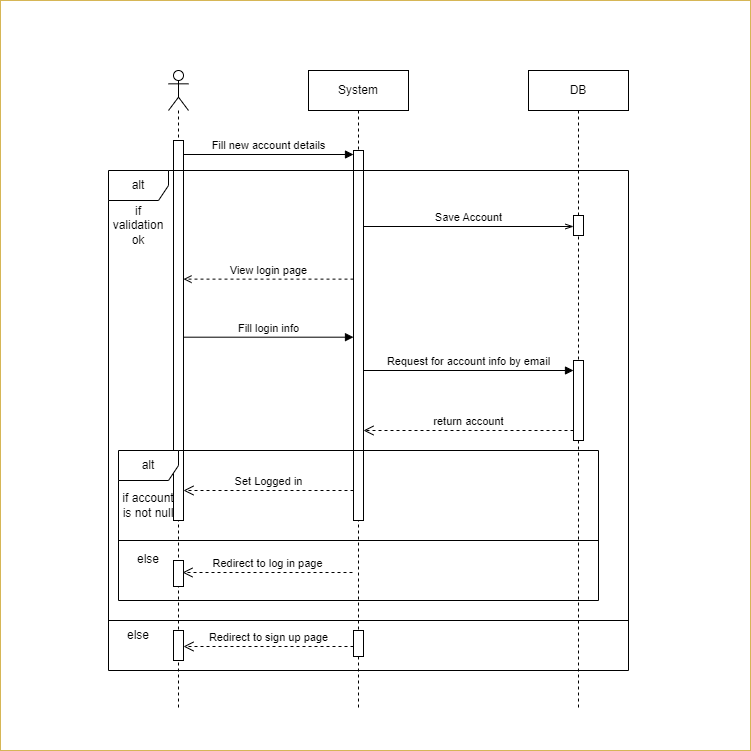 System
DB
Fill new account details
alt
if
validation
ok
Save Account
View login page
Fill login info
Request for account info by email
return account
alt
Set Logged in
if account
is not null
else
Redirect to log in page
else
Redirect to sign up page